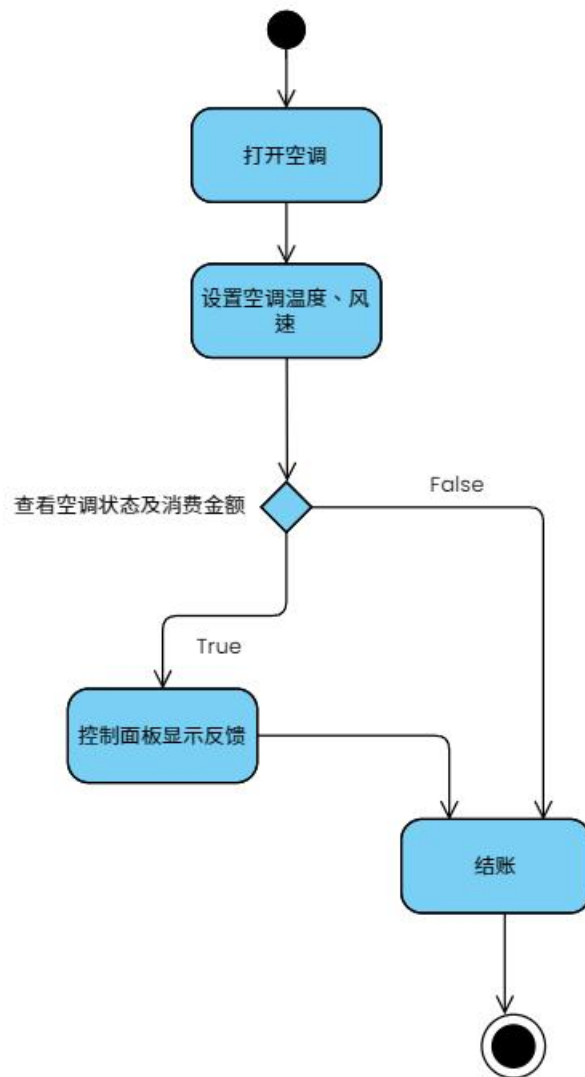 打开空调
设置空调温度、风
速
查看空调状态及消费金额
False
True
控制面板显示反馈
结账